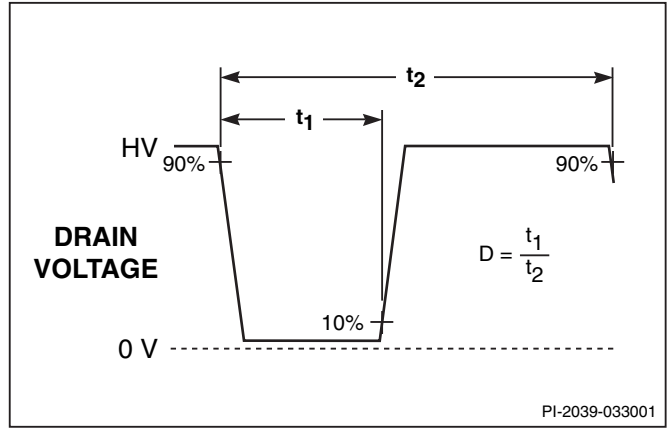 t2
t1
HV
90%
90%
DRAIN
VOLTAGE
D = t1
t2
10%
0 V
PI-2039-033001